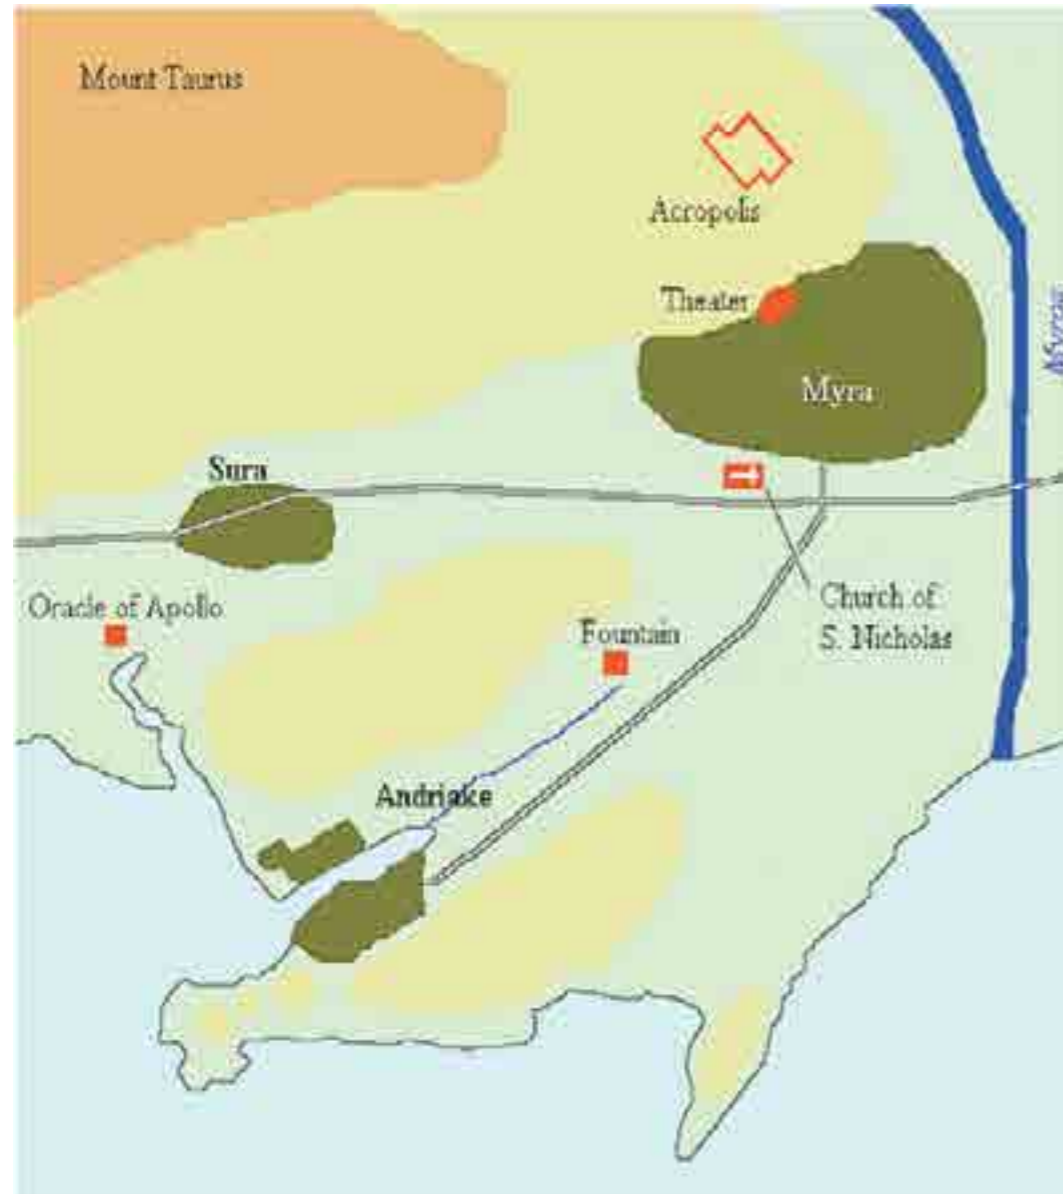 Mount Taurus
Acropolis
Theater
Myra
Sura
Oracle of Apollo
Fountain
Church of
S. Nicholas
Andriake